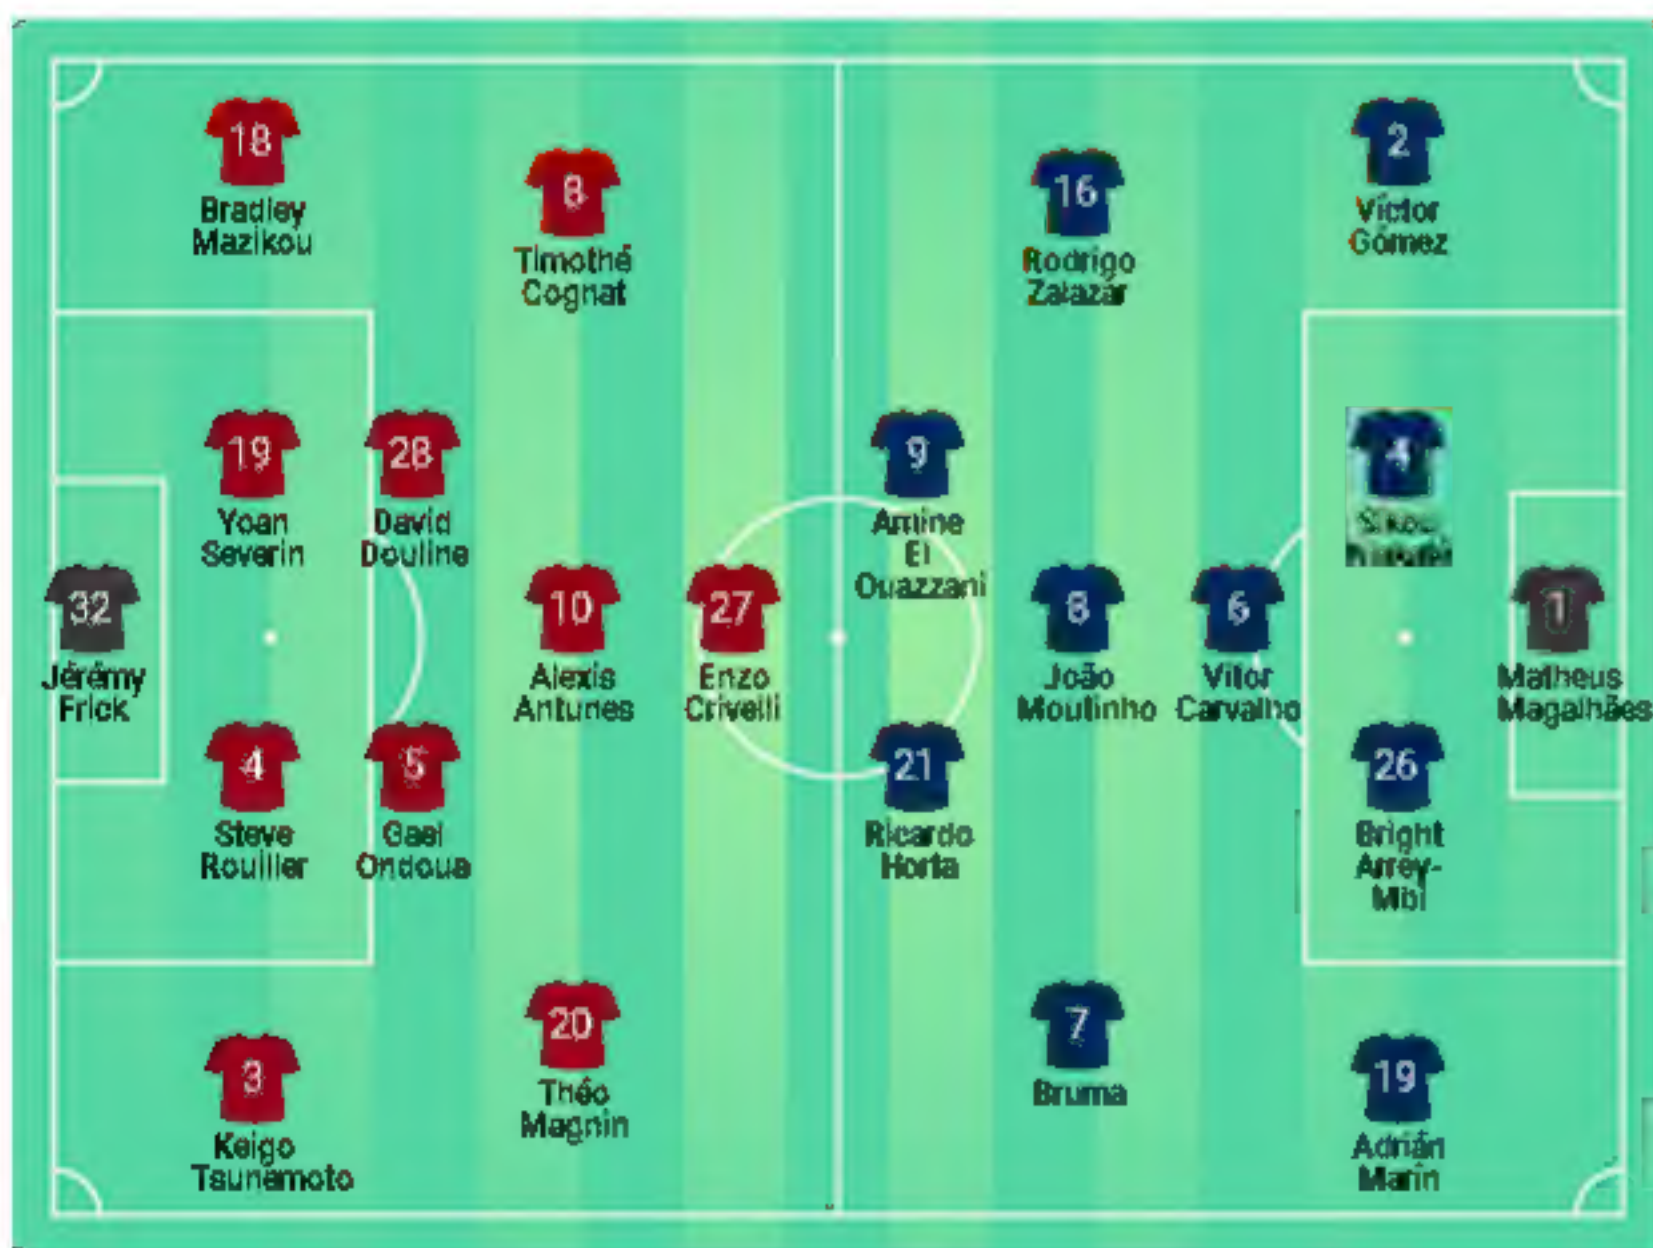 18
Bradley
Mazikou
8
Timothé
Cognat
16
Rodrigo
Zalazar
2
Víctor
Gómez
19
Yoan
Severin
28
David
Douline
9
Amine
El
Ouazzani
4
32
Jérémy
Frick
10
Alexis
Antunes
27
Enzo
Crivelli
8
João
Moutinho
6
Vitor
Carvalho
1
Matheus
Magalhães
4
Steve
Rouiller
5
Gael
Ondoua
21
Ricardo
Horta
26
Bright
Arrey-
Mbi
3
Keigo
Tsunemoto
20
Théo
Magnin
7
Bruma
19
Adrián
Marín